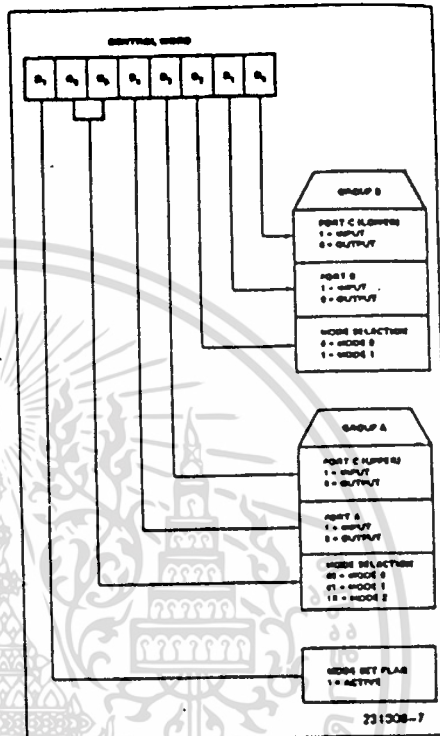 CONTROL WORD
D7 D6 D5 D4 D3 D2 D1 D0
GROUP B
PORT C (LOWER)
1 = INPUT
0 = OUTPUT
PORT B
1 = INPUT
0 = OUTPUT
MODE SELECTION
0 = MODE 0
1 = MODE 1
GROUP A
PORT C (UPPER)
1 = INPUT
0 = OUTPUT
PORT A
1 = INPUT
0 = OUTPUT
MODE SELECTION
00 = MODE 0
01 = MODE 1
1X = MODE 2
MODE SET FLAG
1 = ACTIVE
231308-7